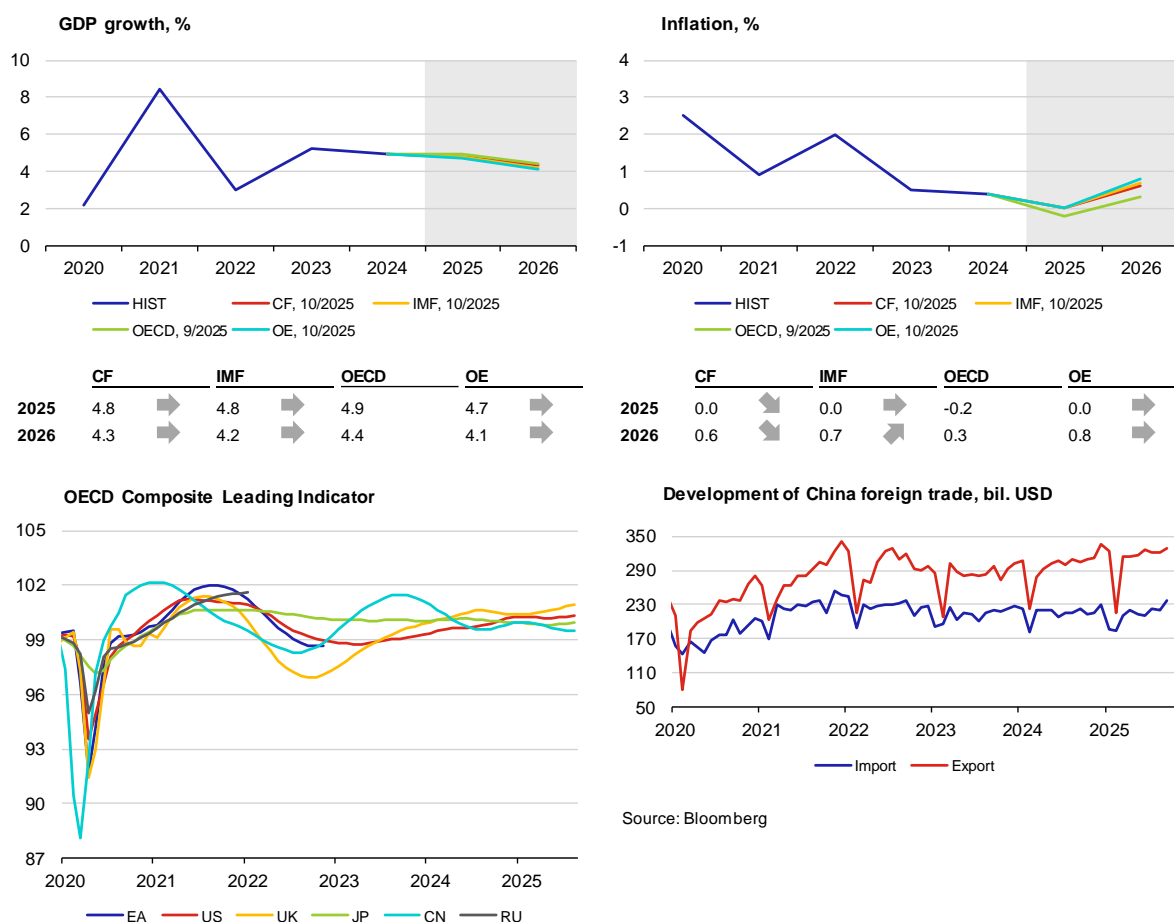 GDP growth, %
10
8
6
4
2
0
2020 2021 2022 2023 2024 2025 2026
HIST CF, 10/2025 IMF, 10/2025
OECD, 9/2025 OE, 10/2025
Inflation, %
4
3
2
1
0
-1
2020 2021 2022 2023 2024 2025 2026
HIST CF, 10/2025 IMF, 10/2025
OECD, 9/2025 OE, 10/2025
CF IMF OECD OE
2025 4.8 4.8 4.9 4.7
2026 4.3 4.2 4.4 4.1
CF IMF OECD OE
2025 0.0 0.0 -0.2 0.0
2026 0.6 0.7 0.3 0.8
OECD Composite Leading Indicator
105
102
99
96
93
90
87
2020 2021 2022 2023 2024 2025
EA US UK JP CN RU
Development of China foreign trade, bil. USD
350
290
230
170
110
50
2020 2021 2022 2023 2024 2025
Import Export
Source: Bloomberg